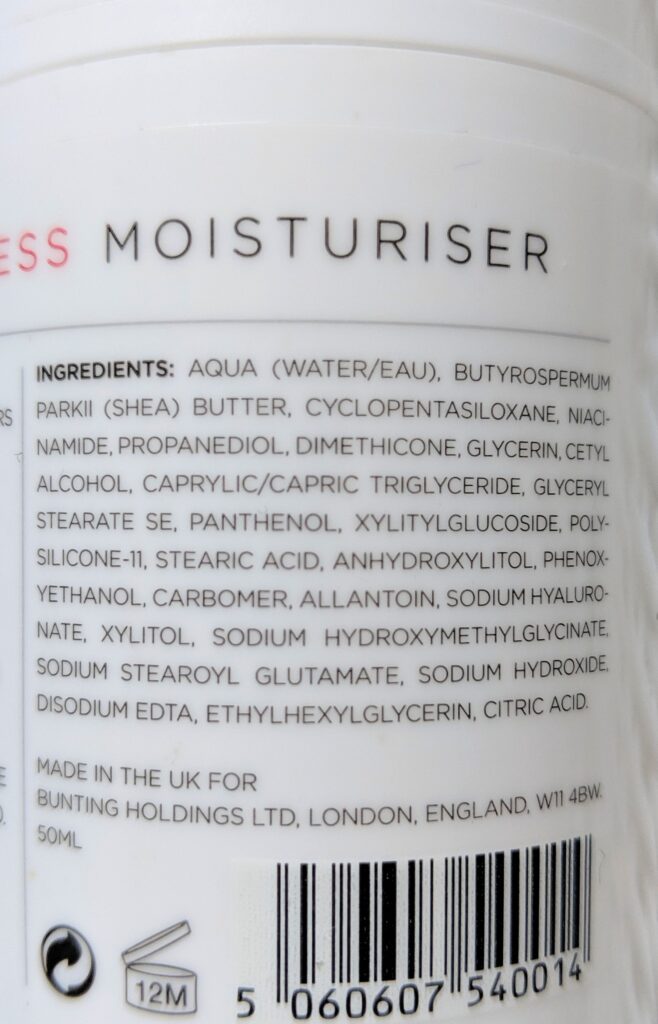 ESS MOISTURISER
INGREDIENTS: AQUA (WATER/EAU), BUTYROSPERMUM
PARKII (SHEA) BUTTER, CYCLOPENTASILOXANE, NIACI-
NAMIDE, PROPANEDIOL, DIMETHICONE, GLYCERIN, CETYL
ALCOHOL, CAPRYLIC/CAPRIC TRIGLYCERIDE, GLYCERYL
STEARATE SE, PANTHENOL, XYLITYLGLUCOSIDE, POLY-
SILICONE-11, STEARIC ACID, ANHYDROXYLITOL, PHENOX-
YETHANOL, CARBOMER, ALLANTOIN, SODIUM HYALURO-
NATE, XYLITOL, SODIUM HYDROXYMETHYLGLYCINATE,
SODIUM STEAROYL GLUTAMATE, SODIUM HYDROXIDE,
DISODIUM EDTA, ETHYLHEXYLGLYCERIN, CITRIC ACID.
MADE IN THE UK FOR
BUNTING HOLDINGS LTD, LONDON, ENGLAND, W11 4BW.
50ML
12M
5 060607 540014